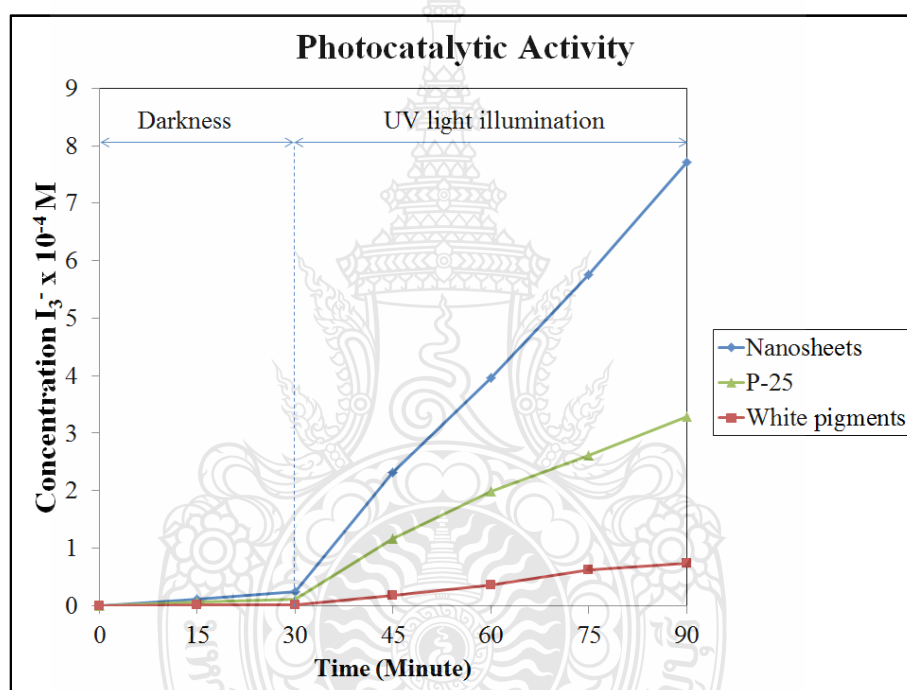 Photocatalytic Activity
9
8
7
6
5
4
3
2
1
0
Darkness
UV light illumination
Concentration I₃⁻ x 10⁻⁴ M
Nanosheets
P-25
White pigments
0 15 30 45 60 75 90
Time (Minute)